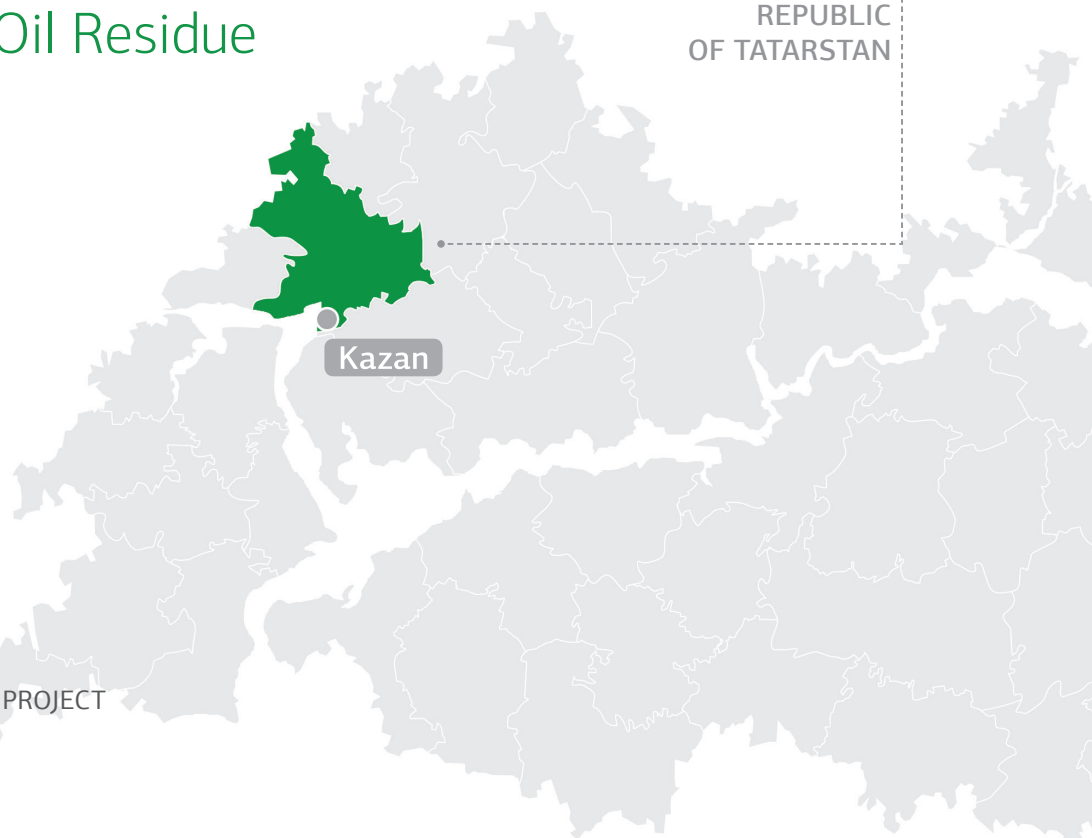 Oil Residue
REPUBLIC
OF TATARSTAN
Kazan
PROJECT